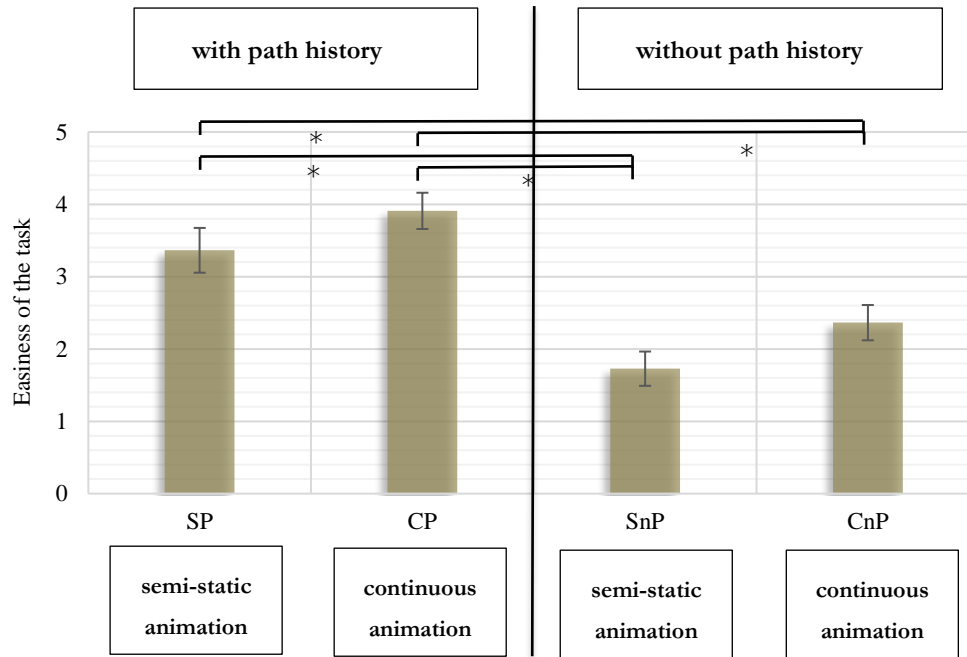 with path history
without path history
5
*
*
*
*
4
3
2
1
0
Easiness of the task
SP
CP
SnP
CnP
semi-static
animation
continuous
animation
semi-static
animation
continuous
animation